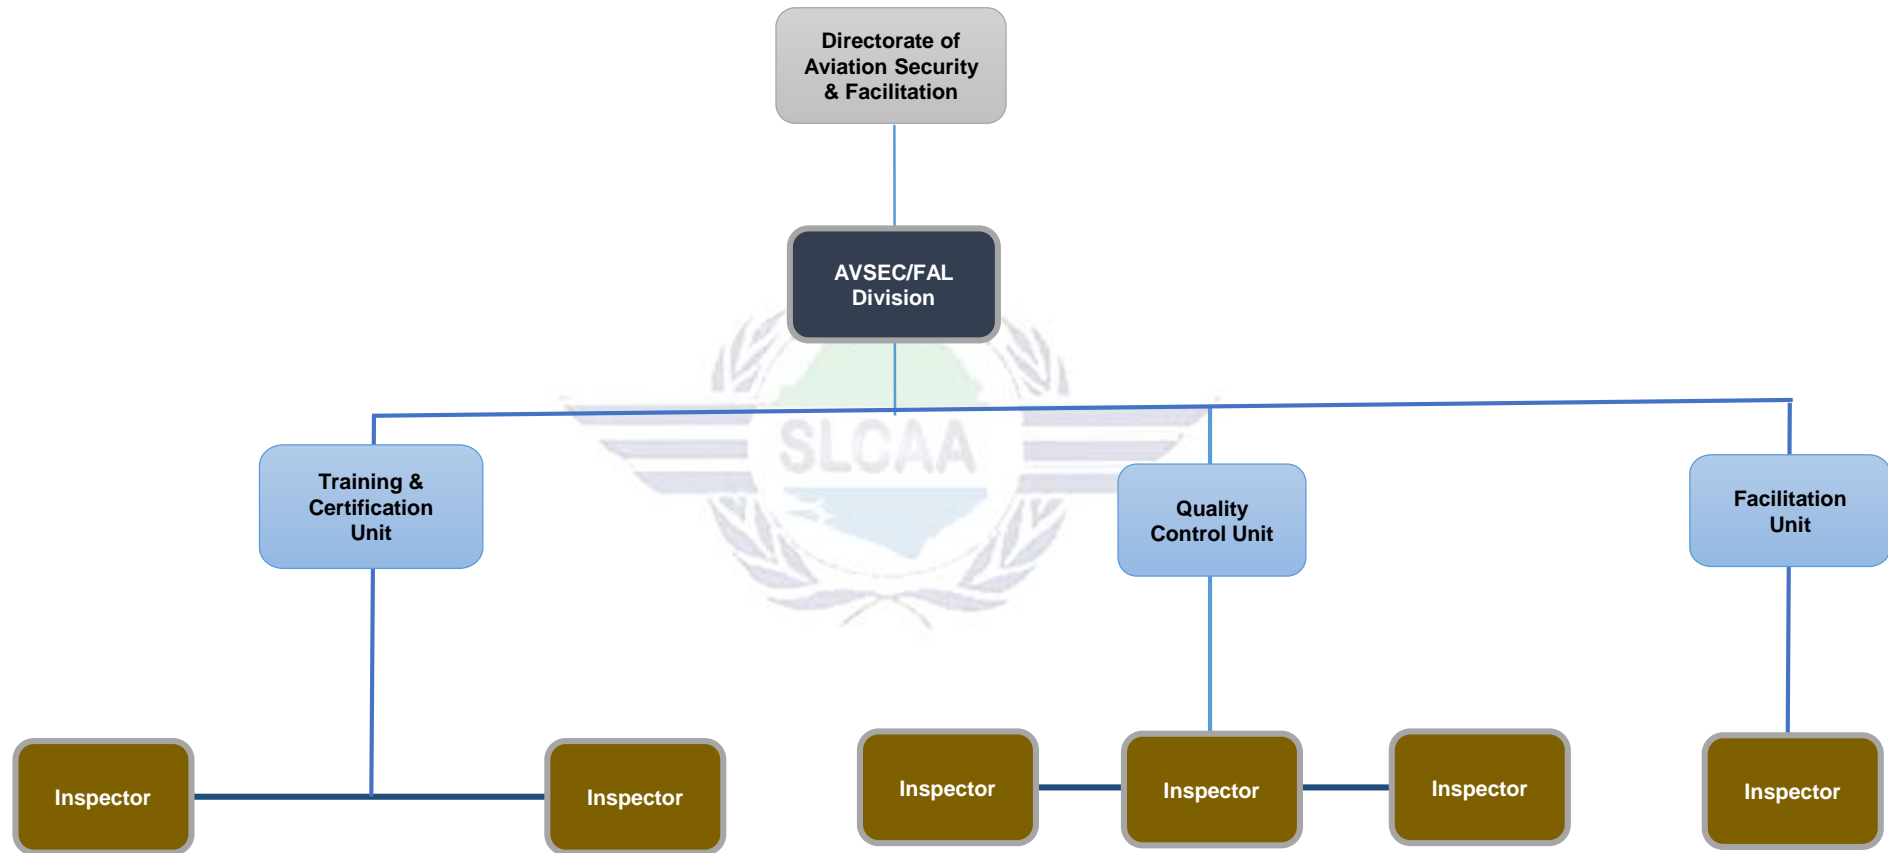 Directorate of
Aviation Security
& Facilitation
AVSEC/FAL
Division
SLCAA
Training &
Certification
Unit
Quality
Control Unit
Facilitation
Unit
Inspector
Inspector
Inspector
Inspector
Inspector
Inspector